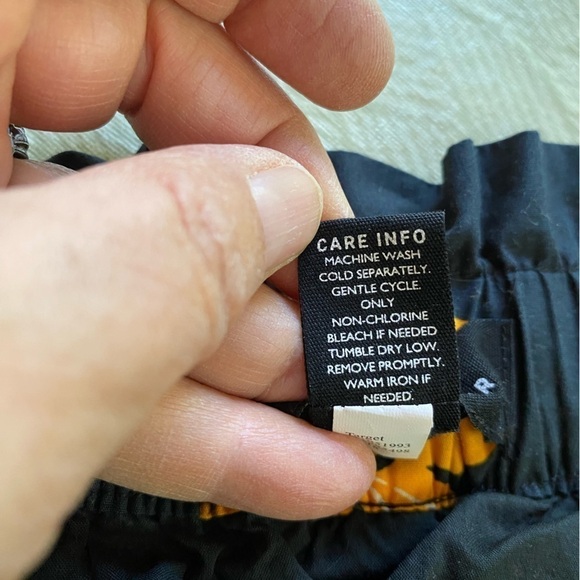 CARE INFO
MACHINE WASH
COLD SEPARATELY.
GENTLE CYCLE.
ONLY
NON-CHLORINE
BLEACH IF NEEDED
TUMBLE DRY LOW.
REMOVE PROMPTLY.
WARM IRON IF
NEEDED.
Target
R